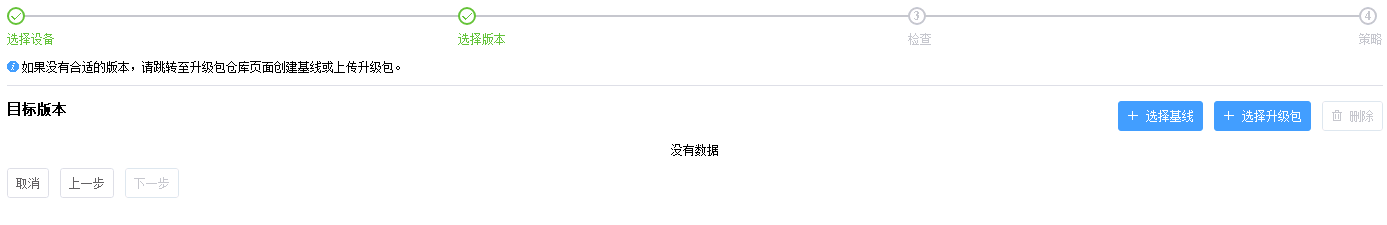 3
4
选择设备
选择版本
检查
策略
如果没有合适的版本，请跳转至升级包仓库页面创建基线或上传升级包。
目标版本
选择基线
选择升级包
删除
没有数据
取消
上一步
下一步